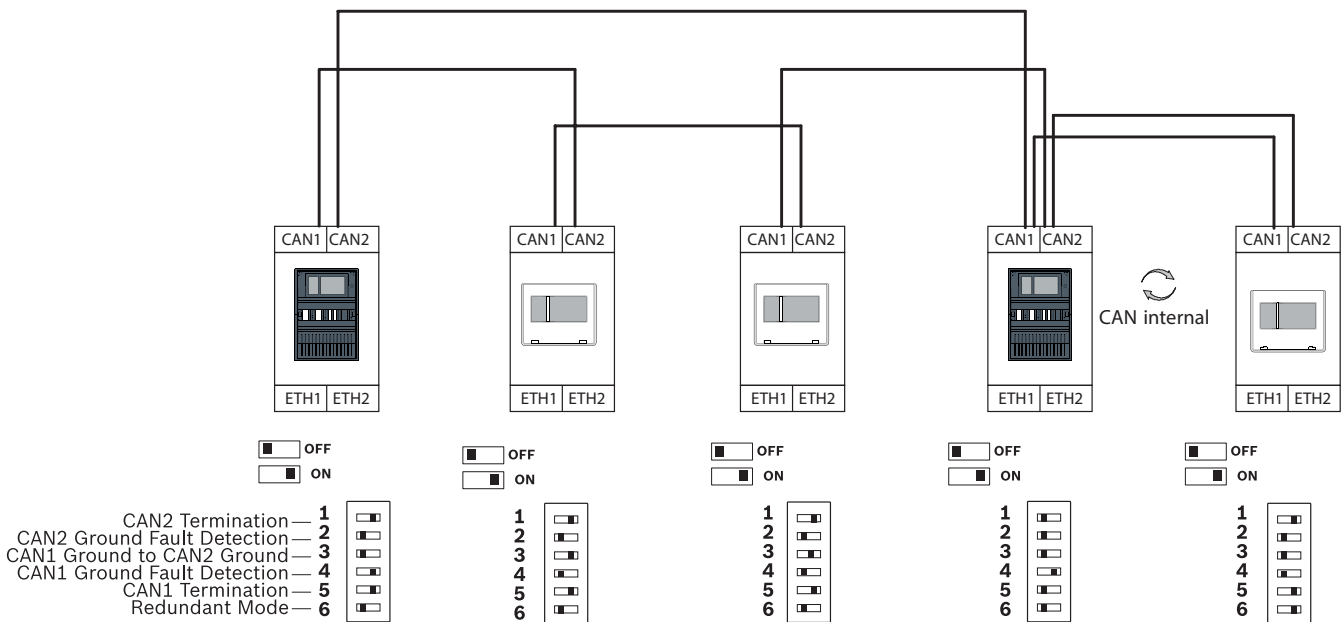 CAN1 CAN2 CAN1 CAN2 CAN1 CAN2 CAN1 CAN2 CAN1 CAN2
CAN internal
ETH1 ETH2 ETH1 ETH2 ETH1 ETH2 ETH1 ETH2 ETH1 ETH2
OFF OFF OFF OFF OFF
ON ON ON ON ON
CAN2 Termination 1 1 1 1 1
CAN2 Ground Fault Detection 2 2 2 2 2
CAN1 Ground to CAN2 Ground 3 3 3 3 3
CAN1 Ground Fault Detection 4 4 4 4 4
CAN1 Termination 5 5 5 5 5
Redundant Mode 6 6 6 6 6